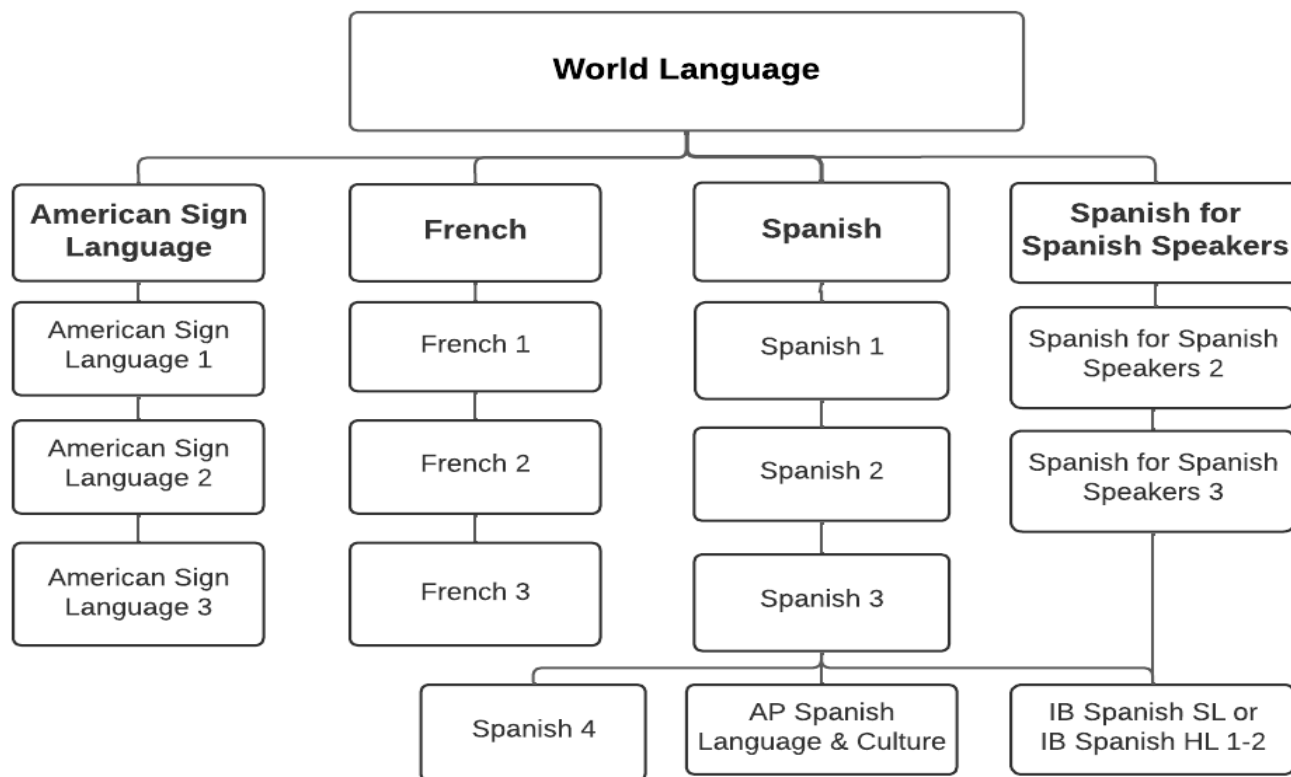 World Language
American Sign
Language
French
Spanish
Spanish for
Spanish Speakers
American Sign
Language 1
French 1
Spanish 1
Spanish for Spanish
Speakers 2
American Sign
Language 2
French 2
Spanish 2
Spanish for Spanish
Speakers 3
American Sign
Language 3
French 3
Spanish 3
Spanish 4
AP Spanish
Language & Culture
IB Spanish SL or
IB Spanish HL 1-2